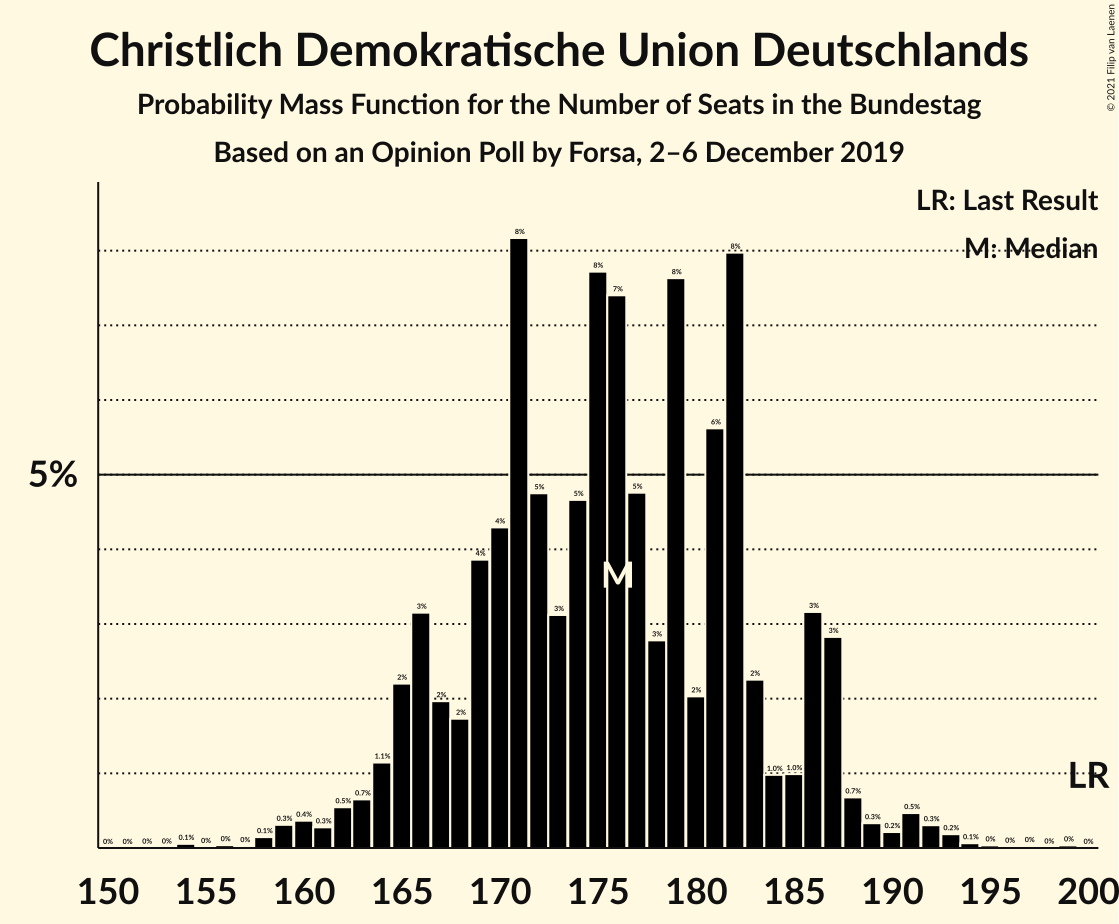 Christlich Demokratische Union Deutschlands
Probability Mass Function for the Number of Seats in the Bundestag
Based on an Opinion Poll by Forsa, 2–6 December 2019
© 2021 Filip van Laenen
LR: Last Result
M: Median
5%
0% 0% 0% 0% 0.1% 0% 0% 0% 0.1% 0.3% 0.4% 0.3% 0.5% 0.7% 1.1% 2% 3% 2% 2% 4% 4% 8% 5% 3% 5% 8% 7% 5% 3% 8% 2% 6% 8% 2% 1.0% 1.0% 3% 3% 0.7% 0.3% 0.2% 0.5% 0.3% 0.2% 0.1% 0% 0% 0% 0% 0% 0%
M
LR
150 155 160 165 170 175 180 185 190 195 200